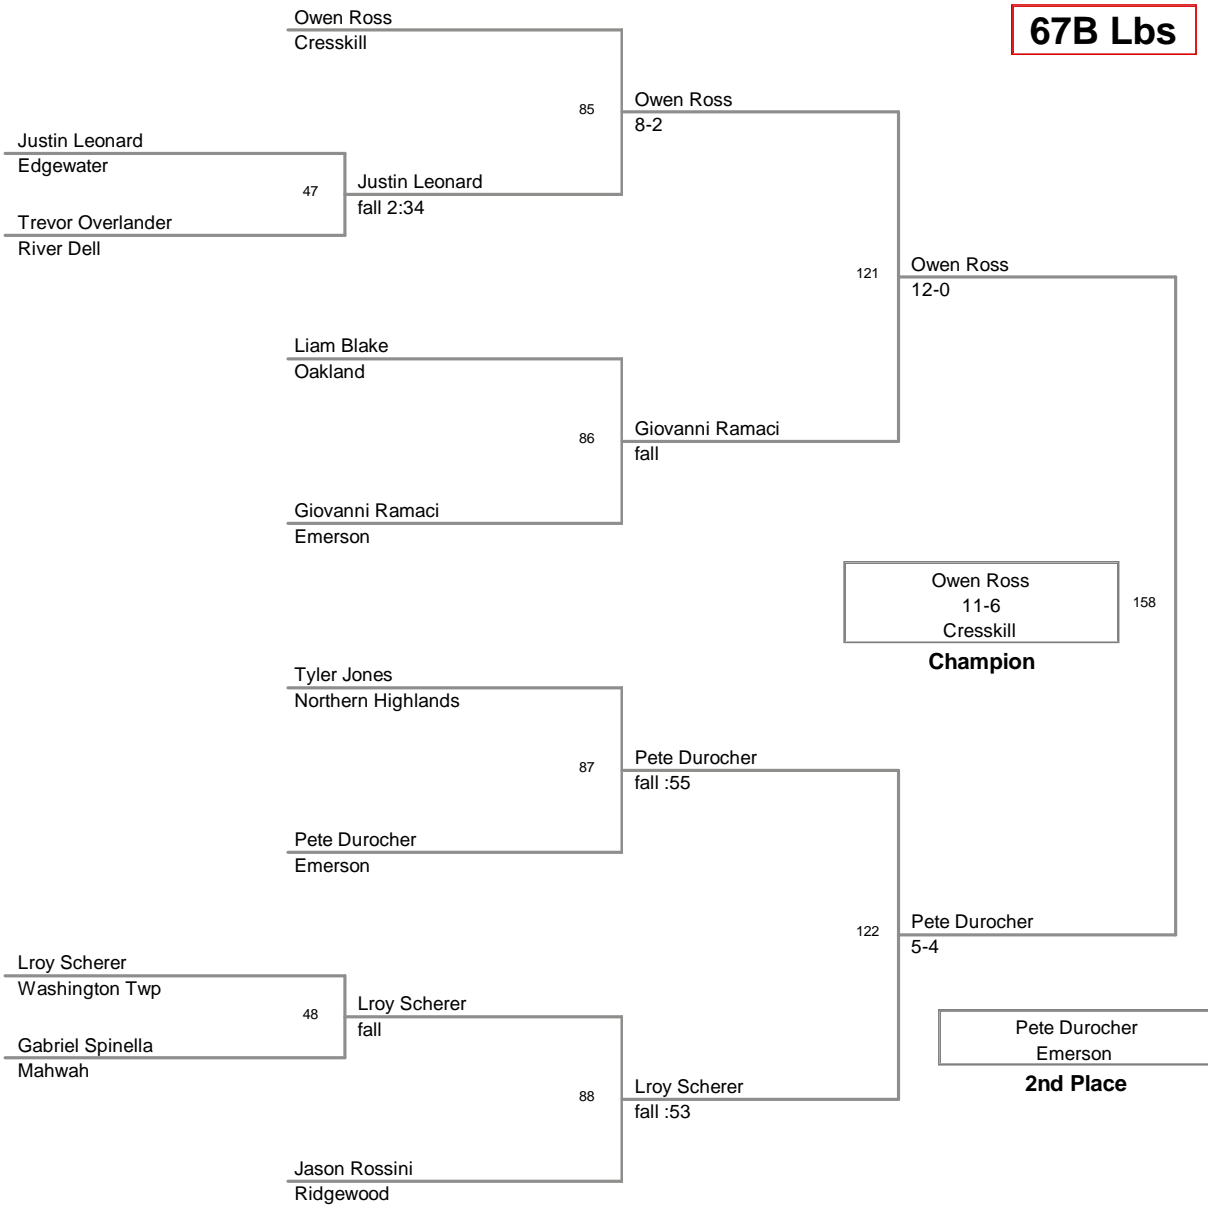 67B Lbs
Owen Ross
Cresskill
85
Owen Ross
8-2
Justin Leonard
Edgewater
47
Justin Leonard
fall 2:34
Trevor Overlander
River Dell
121
Owen Ross
12-0
Liam Blake
Oakland
86
Giovanni Ramaci
fall
Giovanni Ramaci
Emerson
Owen Ross
11-6
Cresskill
Champion
158
Tyler Jones
Northern Highlands
87
Pete Durocher
fall :55
Pete Durocher
Emerson
122
Pete Durocher
5-4
Lroy Scherer
Washington Twp
48
Lroy Scherer
fall
Gabriel Spinella
Mahwah
Pete Durocher
Emerson
2nd Place
88
Lroy Scherer
fall :53
Jason Rossini
Ridgewood